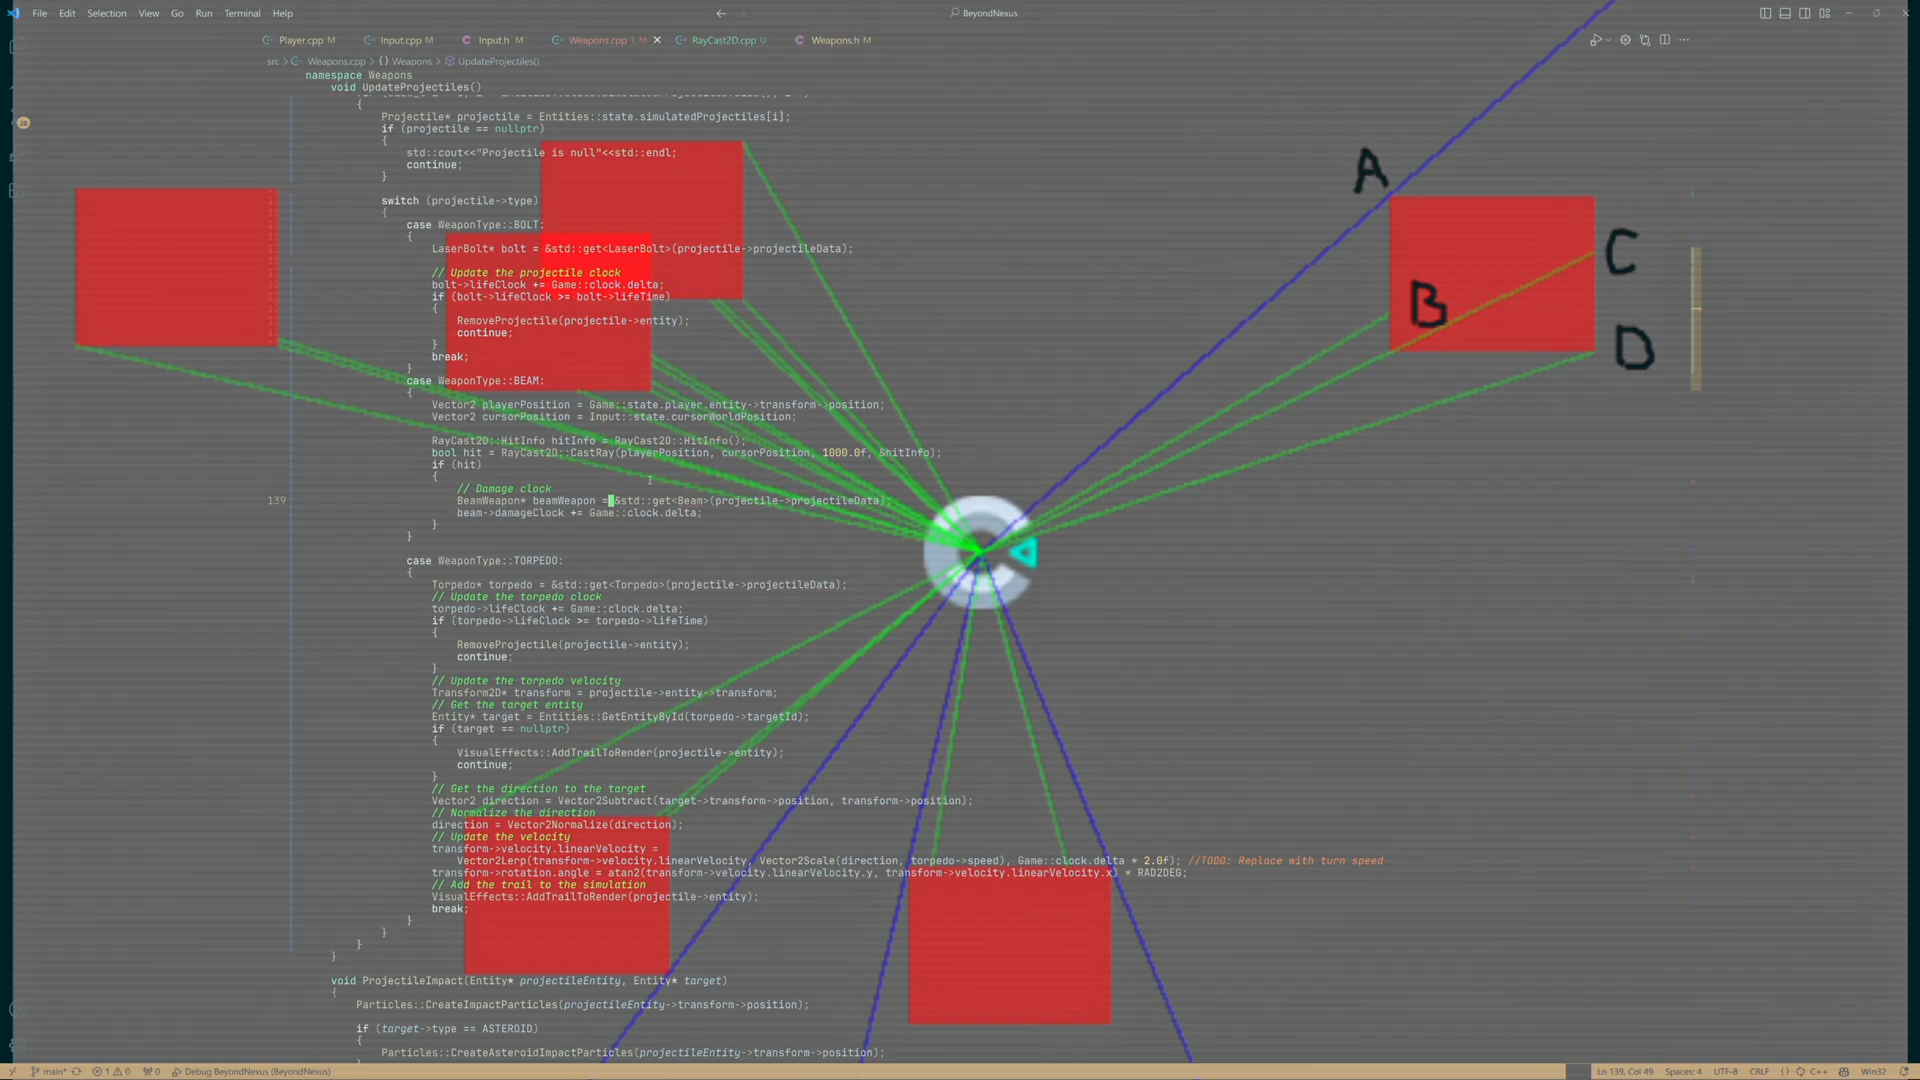 File Edit Selection View Go Run Terminal Help
BeyondNexus
Player.cpp M Input.cpp M Input.h M Weapons.cpp 1 M RayCast2D.cpp U Weapons.h M
src > Weapons.cpp > {} Weapons > UpdateProjectiles()
namespace Weapons
void UpdateProjectiles()
{
Projectile* projectile = Entities::state.simulatedProjectiles[i];
if (projectile == nullptr)
{
std::cout<<"Projectile is null"<<std::endl;
continue;
}
switch (projectile->type)
{
case WeaponType::BOLT:
{
LaserBolt* bolt = &std::get<LaserBolt>(projectile->projectileData);
// Update the projectile clock
bolt->lifeClock += Game::clock.delta;
if (bolt->lifeClock >= bolt->lifeTime)
{
RemoveProjectile(projectile->entity);
continue;
}
break;
}
case WeaponType::BEAM:
{
Vector2 playerPosition = Game::state.player.entity->transform->position;
Vector2 cursorPosition = Input::state.cursorWorldPosition;
RayCast2D::HitInfo hitInfo = RayCast2D::HitInfo();
bool hit = RayCast2D::CastRay(playerPosition, cursorPosition, 1000.0f, &hitInfo);
if (hit)
{
// Damage clock
139 BeamWeapon* beamWeapon = &std::get<Beam>(projectile->projectileData);
beam->damageClock += Game::clock.delta;
}
}
case WeaponType::TORPEDO:
{
Torpedo* torpedo = &std::get<Torpedo>(projectile->projectileData);
// Update the torpedo clock
torpedo->lifeClock += Game::clock.delta;
if (torpedo->lifeClock >= torpedo->lifeTime)
{
RemoveProjectile(projectile->entity);
continue;
}
// Update the torpedo velocity
Transform2D* transform = projectile->entity->transform;
// Get the target entity
Entity* target = Entities::GetEntityById(torpedo->targetId);
if (target == nullptr)
{
VisualEffects::AddTrailToRender(projectile->entity);
continue;
}
// Get the direction to the target
Vector2 direction = Vector2Subtract(target->transform->position, transform->position);
// Normalize the direction
direction = Vector2Normalize(direction);
// Update the velocity
transform->velocity.linearVelocity =
Vector2Lerp(transform->velocity.linearVelocity, Vector2Scale(direction, torpedo->speed), Game::clock.delta * 2.0f); //TODO: Replace with turn speed
transform->rotation.angle = atan2(transform->velocity.linearVelocity.y, transform->velocity.linearVelocity.x) * RAD2DEG;
// Add the trail to the simulation
VisualEffects::AddTrailToRender(projectile->entity);
break;
}
}
}
}
void ProjectileImpact(Entity* projectileEntity, Entity* target)
{
Particles::CreateImpactParticles(projectileEntity->transform->position);
if (target->type == ASTEROID)
{
Particles::CreateAsteroidImpactParticles(projectileEntity->transform->position);
A
B
C
D
main* 1 0 0 Debug BeyondNexus (BeyondNexus) Ln 139, Col 49 Spaces: 4 UTF-8 CRLF {} C++ Win32